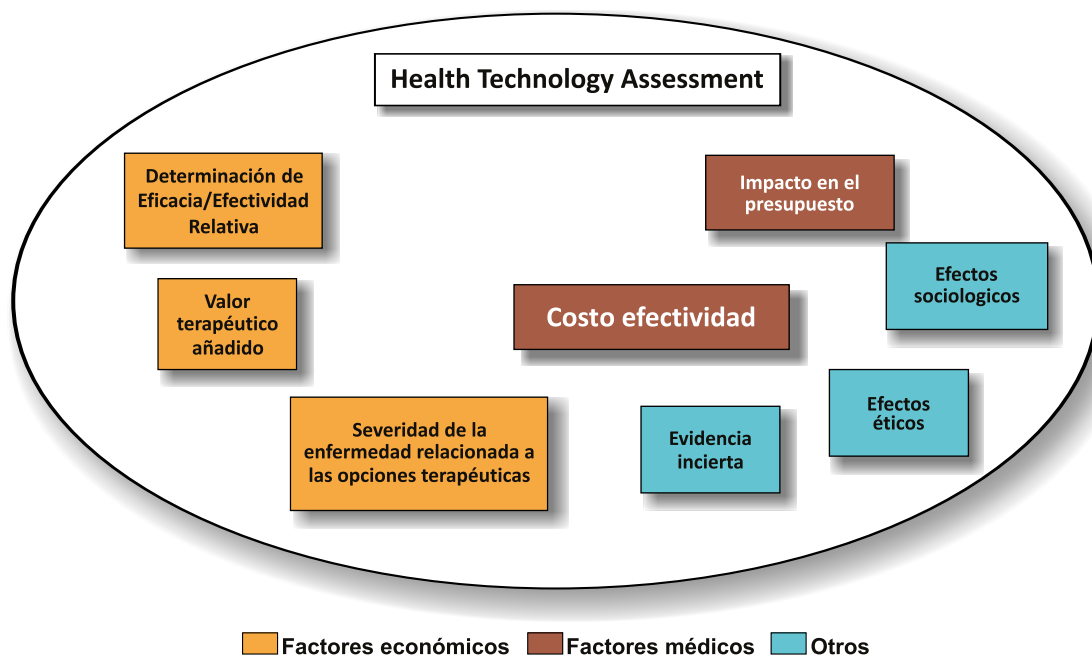 Health Technology Assessment
Determinación de
Eficacia/Efectividad
Relativa
Impacto en el
presupuesto
Efectos
sociologicos
Valor
terapéutico
añadido
Costo efectividad
Efectos
éticos
Severidad de la
enfermedad relacionada a
las opciones terapéuticas
Evidencia
incierta
Factores económicos
Factores médicos
Otros